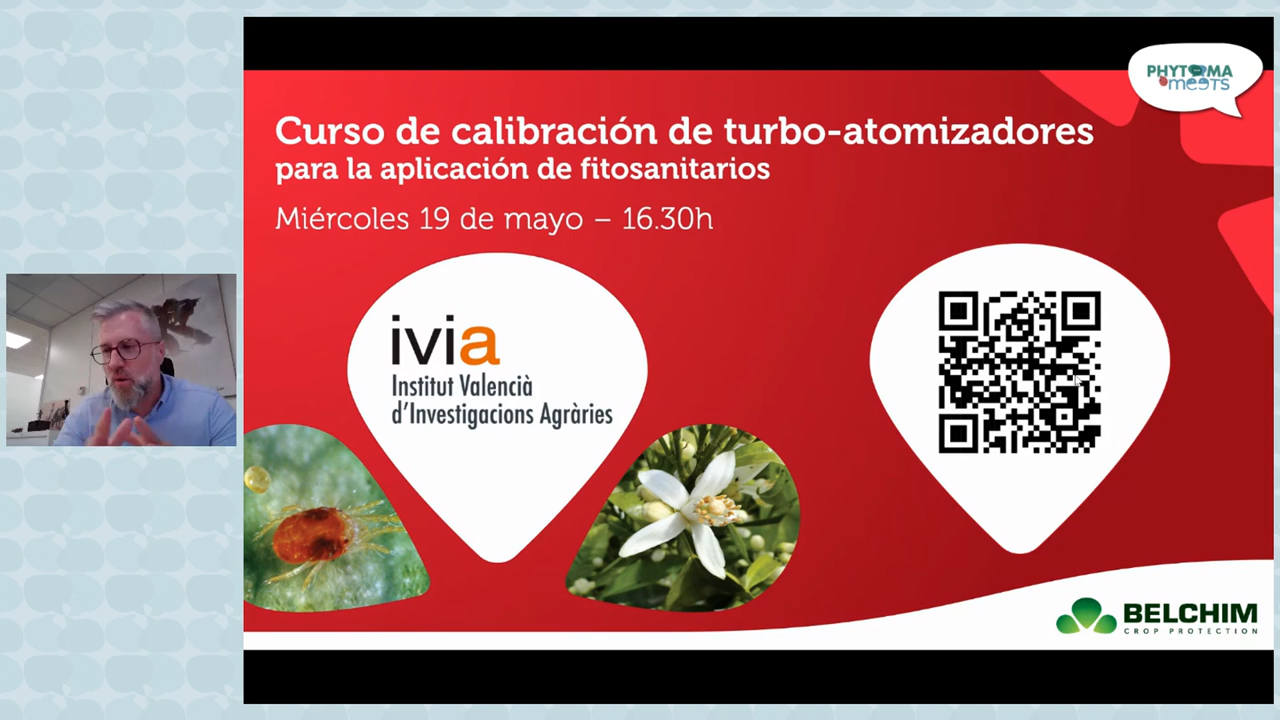 PHYTOMA
meets
Curso de calibración de turbo-atomizadores
para la aplicación de fitosanitarios
Miércoles 19 de mayo – 16.30h
ivia
Institut Valencià
d'Investigacions Agràries
BELCHIM
CROP PROTECTION